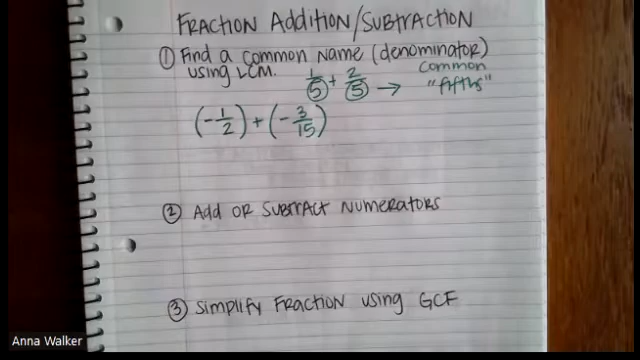 FRACTION Addition/SUBTRACTION
① Find a common Name (denominator)
using LCM. 1/5 + 2/5 → common "fifths"
(-1/2) + (-3/15)
② Add OR SUBTRACT NUMERATORS
③ Simplify FRACTION using GCF
Anna Walker